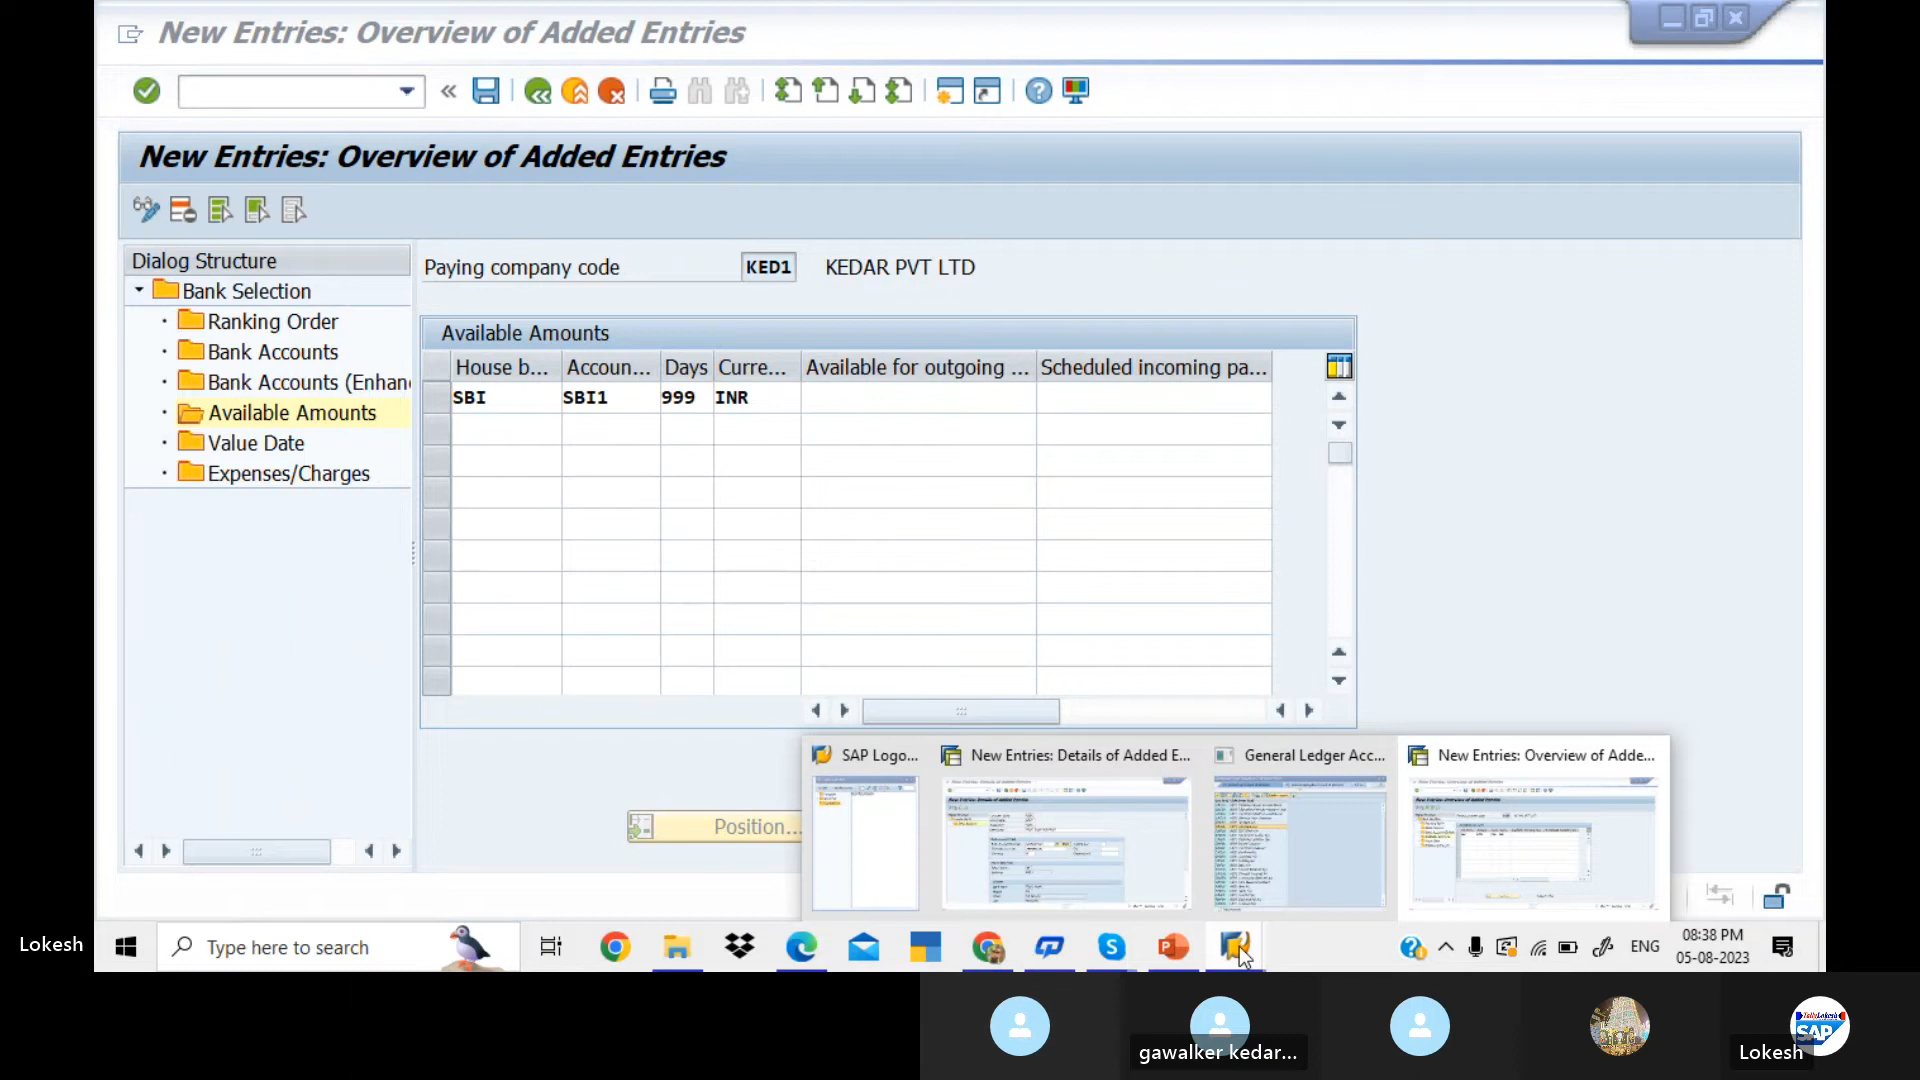 New Entries: Overview of Added Entries
New Entries: Overview of Added Entries
Dialog Structure
Bank Selection
Ranking Order
Bank Accounts
Bank Accounts (Enhan
Available Amounts
Value Date
Expenses/Charges
Paying company code KED1 KEDAR PVT LTD
Available Amounts
House b... Accoun... Days Curre... Available for outgoing ... Scheduled incoming pa...
SBI SBI1 999 INR
Position...
SAP Logo... New Entries: Details of Added E... General Ledger Acc... New Entries: Overview of Adde...
Lokesh
Type here to search
ENG
08:38 PM
05-08-2023
gawalker kedar...
Lokesh
SAP